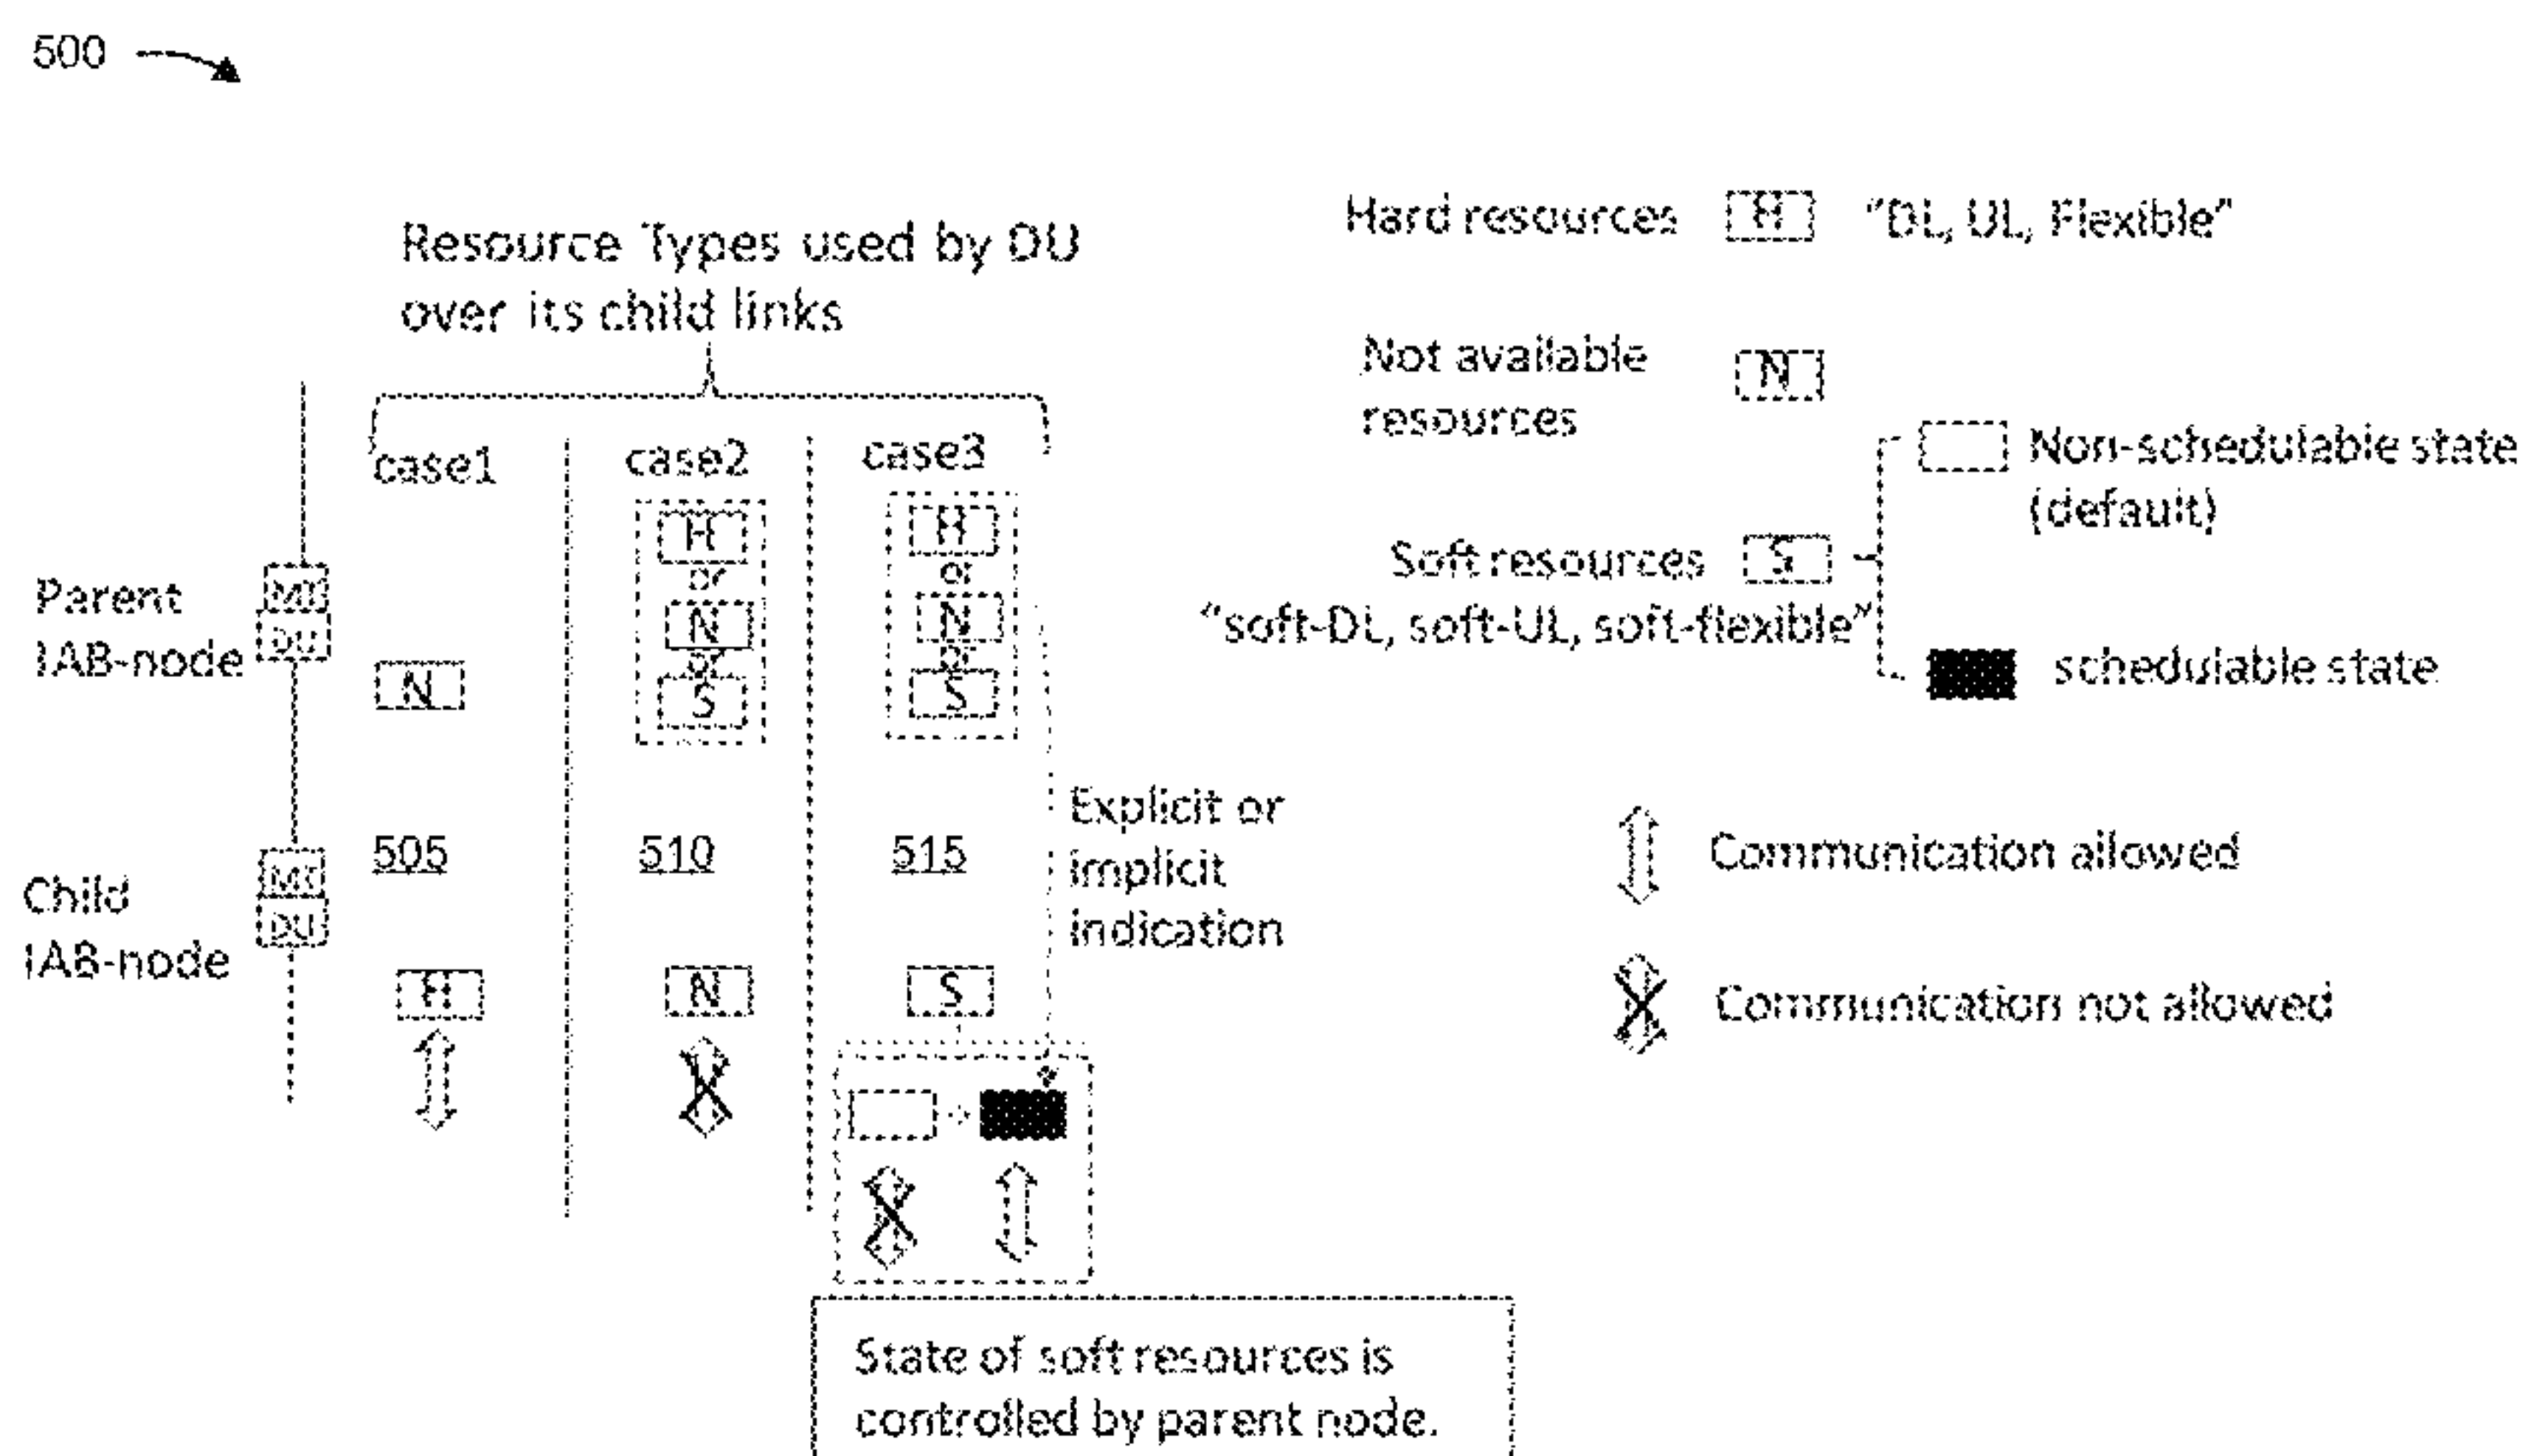 500
Resource Types used by DU
over its child links
case1
case2
case3
H
or
N
or
S
H
or
N
or
S
Parent
IAB-node
MT
DU
N
505
510
515
Explicit or
implicit
indication
Child
IAB-node
MT
DU
H
N
S
State of soft resources is
controlled by parent node.
Hard resources H "DL, UL, Flexible"
Not available
resources
N
Soft resources S
"soft-DL, soft-UL, soft-flexible"
Non-schedulable state
(default)
schedulable state
Communication allowed
Communication not allowed